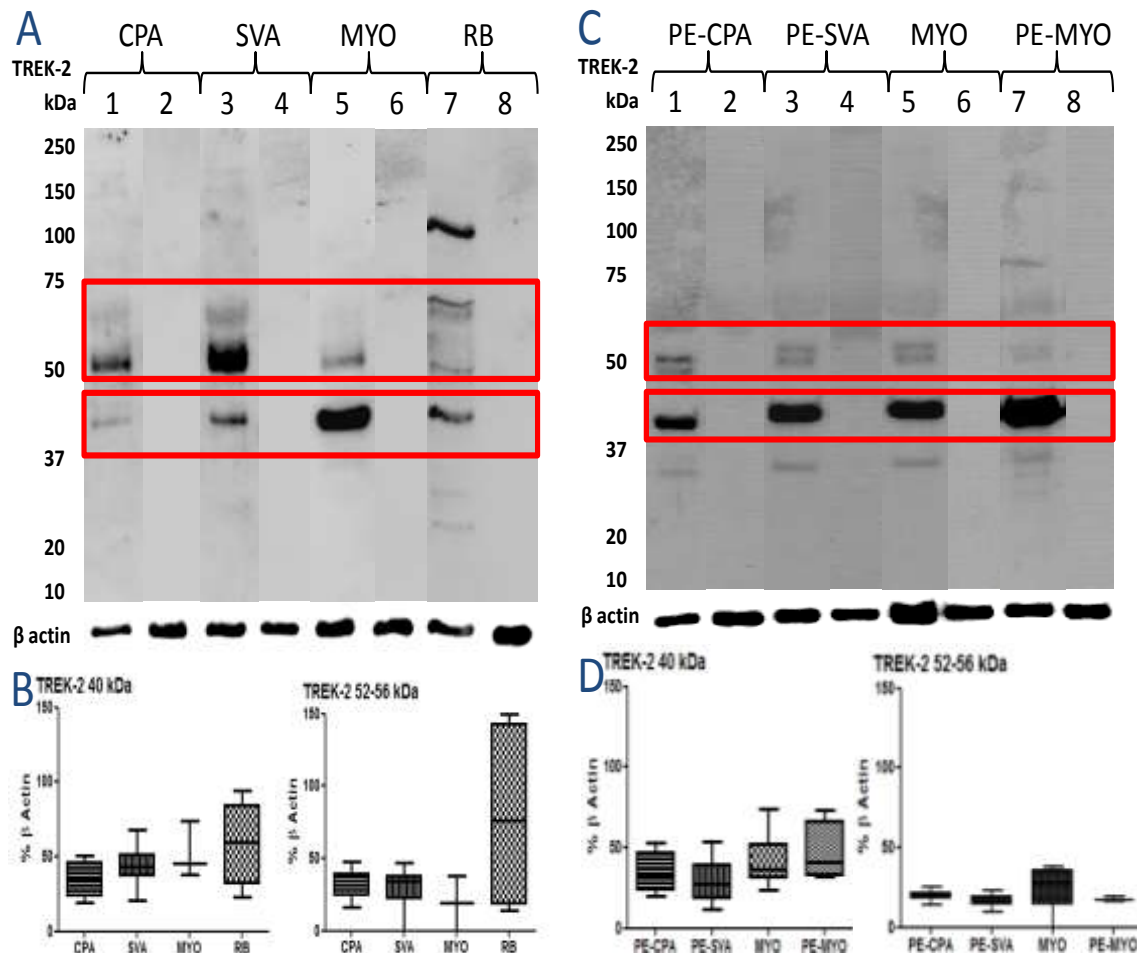 A
CPA SVA MYO RB
TREK-2
kDa 1 2 3 4 5 6 7 8
250
150
100
75
50
37
20
10
β actin
C
PE-CPA PE-SVA MYO PE-MYO
TREK-2
kDa 1 2 3 4 5 6 7 8
250
150
100
75
50
37
20
10
β actin
B
TREK-2 40 kDa
150
100
50
0
% β Actin
CPA SVA MYO RB
TREK-2 52-56 kDa
150
100
50
0
% β Actin
CPA SVA MYO RB
D
TREK-2 40 kDa
150
100
50
0
% β Actin
PE-CPA PE-SVA MYO PE-MYO
TREK-2 52-56 kDa
150
100
50
0
% β Actin
PE-CPA PE-SVA MYO PE-MYO